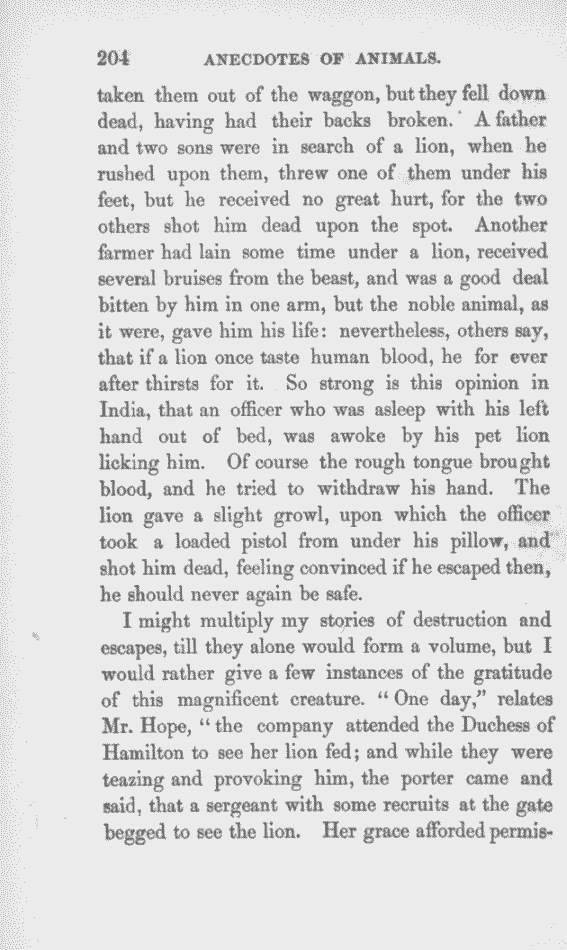 204 ANECDOTES OF ANIMALS.
taken them out of the waggon, but they fell down
dead, having had their backs broken. A father
and two sons were in search of a lion, when he
rushed upon them, threw one of them under his
feet, but he received no great hurt, for the two
others shot him dead upon the spot. Another
farmer had lain some time under a lion, received
several bruises from the beast, and was a good deal
bitten by him in one arm, but the noble animal, as
it were, gave him his life: nevertheless, others say,
that if a lion once taste human blood, he for ever
after thirsts for it. So strong is this opinion in
India, that an officer who was asleep with his left
hand out of bed, was awoke by his pet lion
licking him. Of course the rough tongue brought
blood, and he tried to withdraw his hand. The
lion gave a slight growl, upon which the officer
took a loaded pistol from under his pillow, and
shot him dead, feeling convinced if he escaped then,
he should never again be safe.
I might multiply my stories of destruction and
escapes, till they alone would form a volume, but I
would rather give a few instances of the gratitude
of this magnificent creature. "One day," relates
Mr. Hope, "the company attended the Duchess of
Hamilton to see her lion fed; and while they were
teazing and provoking him, the porter came and
said, that a sergeant with some recruits at the gate
begged to see the lion. Her grace afforded permis-